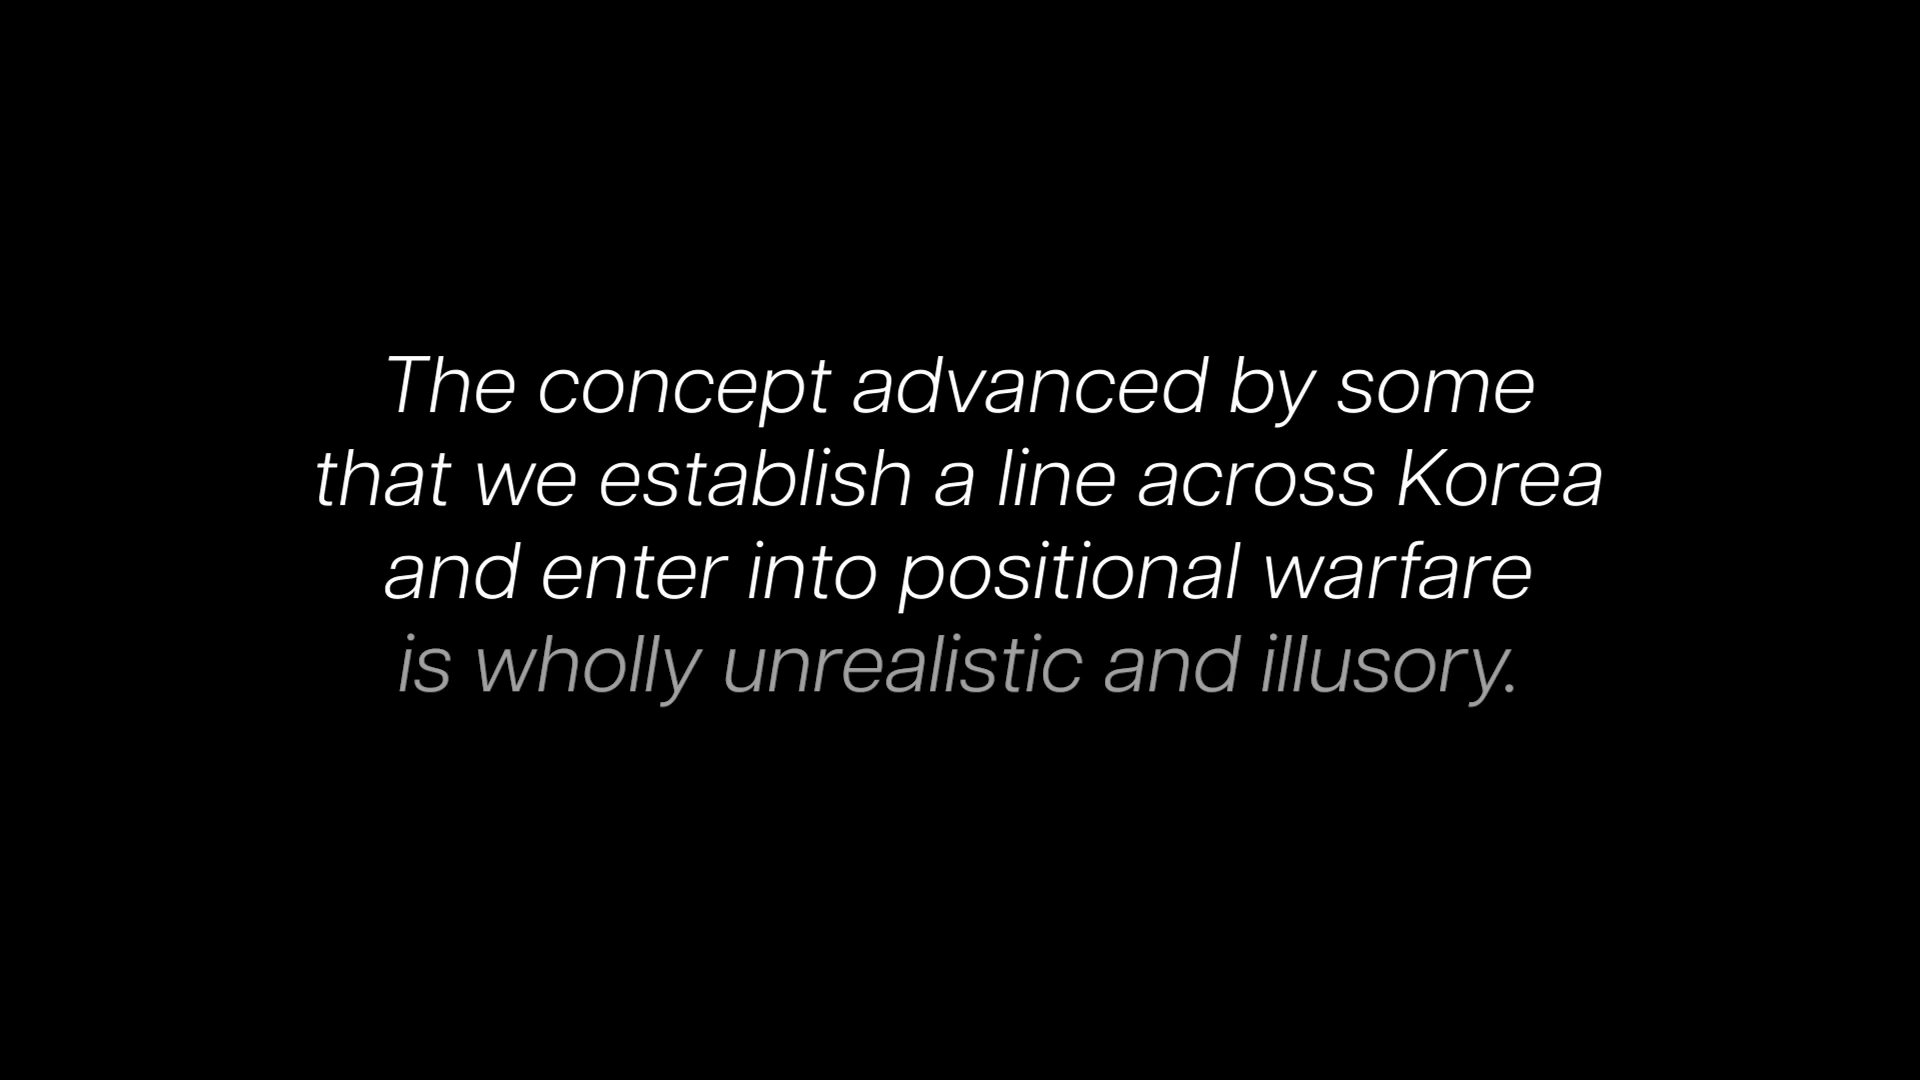 The concept advanced by some
that we establish a line across Korea
and enter into positional warfare
is wholly unrealistic and illusory.